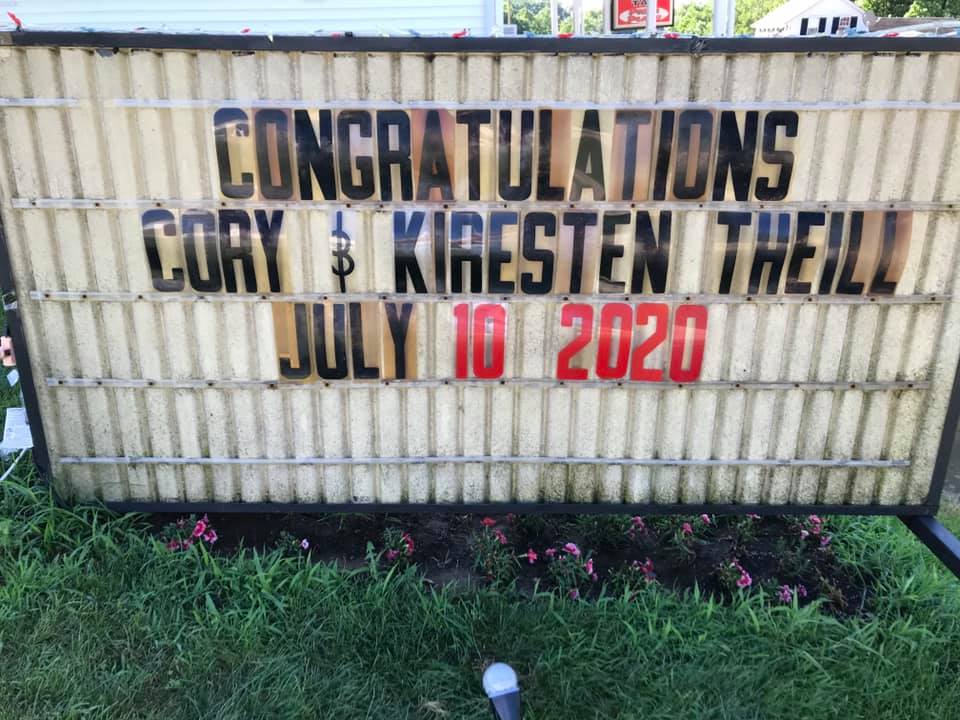 CONGRATULATIONS
CORY & KIRESTEN THEILL
JULY 10 2020